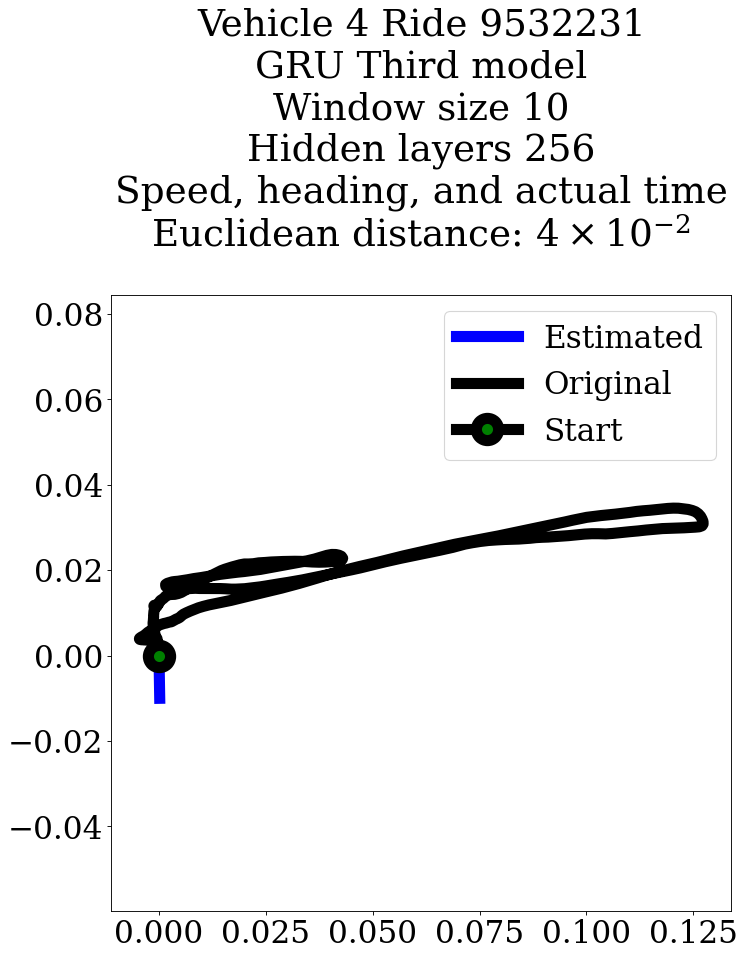 Vehicle 4 Ride 9532231
GRU Third model
Window size 10
Hidden layers 256
Speed, heading, and actual time
Euclidean distance: 4 × 10⁻²
Estimated
Original
Start
0.08
0.06
0.04
0.02
0.00
−0.02
−0.04
0.000 0.025 0.050 0.075 0.100 0.125